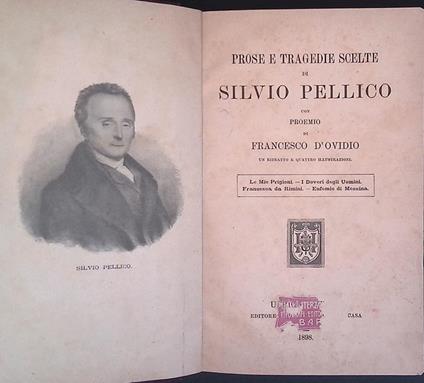 SILVIO PELLICO.
PROSE E TRAGEDIE SCELTE
DI
SILVIO PELLICO
CON
PROEMIO
DI
FRANCESCO D'OVIDIO
UN RITRATTO E QUATTRO ILLUSTRAZIONI.
Le Mie Prigioni. — I Doveri degli Uomini.
Francesca da Rimini. — Eufemio di Messina.
U
EDITORE
CASA
BAR
1898.